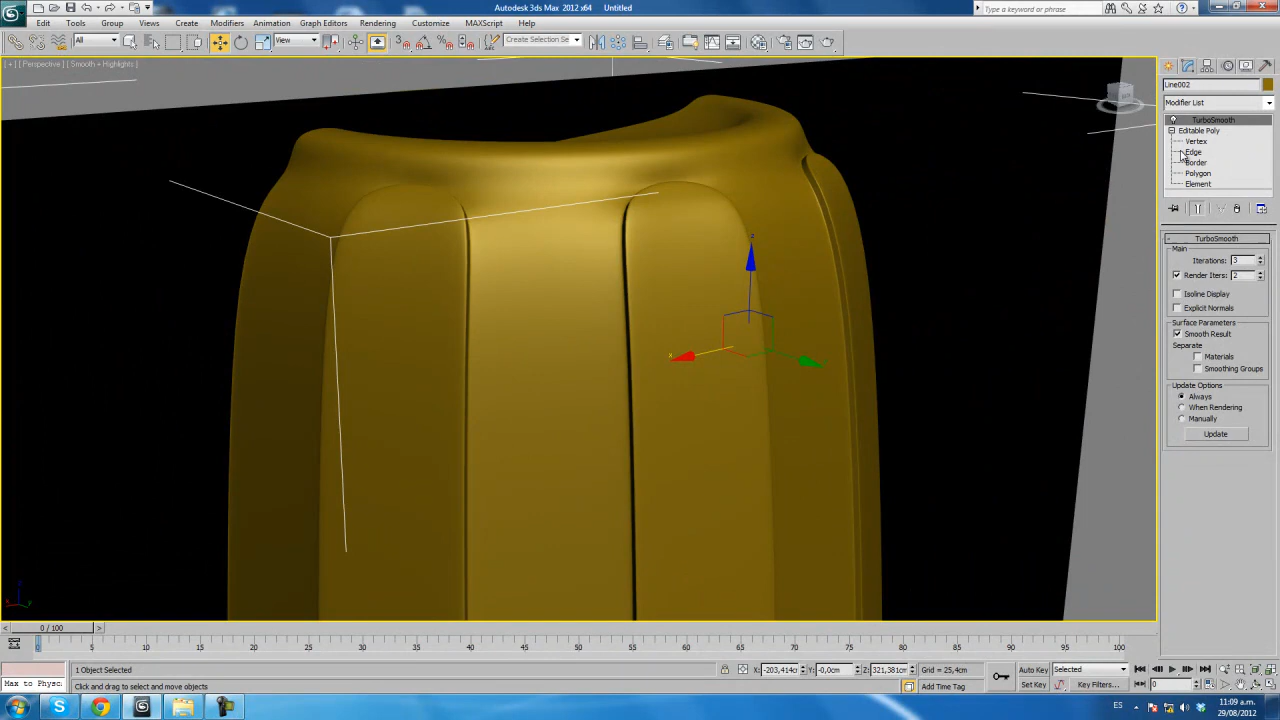 Autodesk 3ds Max 2012 x64 Untitled
Type a keyword or phrase
Edit Tools Group Views Create Modifiers Animation Graph Editors Rendering Customize MAXScript Help
All
View
Create Selection Se
[ + ] [ Perspective ] [ Smooth + Highlights ]
Line002
Modifier List
TurboSmooth
Editable Poly
Vertex
Edge
Border
Polygon
Element
TurboSmooth
Main
Iterations: 3
Render Iters: 2
Isoline Display
Explicit Normals
Surface Parameters
Smooth Result
Separate
Materials
Smoothing Groups
Update Options
Always
When Rendering
Manually
Update
z
x
0 / 100
0 5 10 15 20 25 30 35 40 45 50 55 60 65 70 75 80 85 90 95 100
1 Object Selected
X: -203,414cm Y: -0,0cm Z: 321,381cm Grid = 25,4cm
Auto Key Selected
Max to Physc
Click and drag to select and move objects
Add Time Tag
Set Key Key Filters... 0
ES 11:09 a.m.
29/08/2012